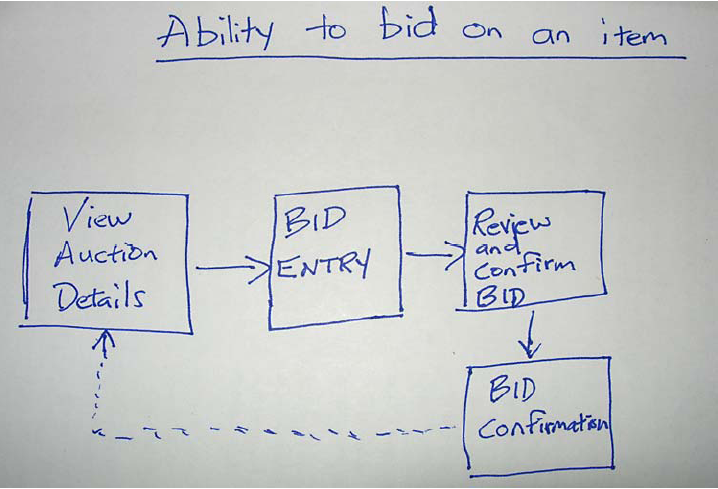 Ability to bid on an item
View
Auction
Details
BID
ENTRY
Review
and
Confirm
BID
BID
Confirmation